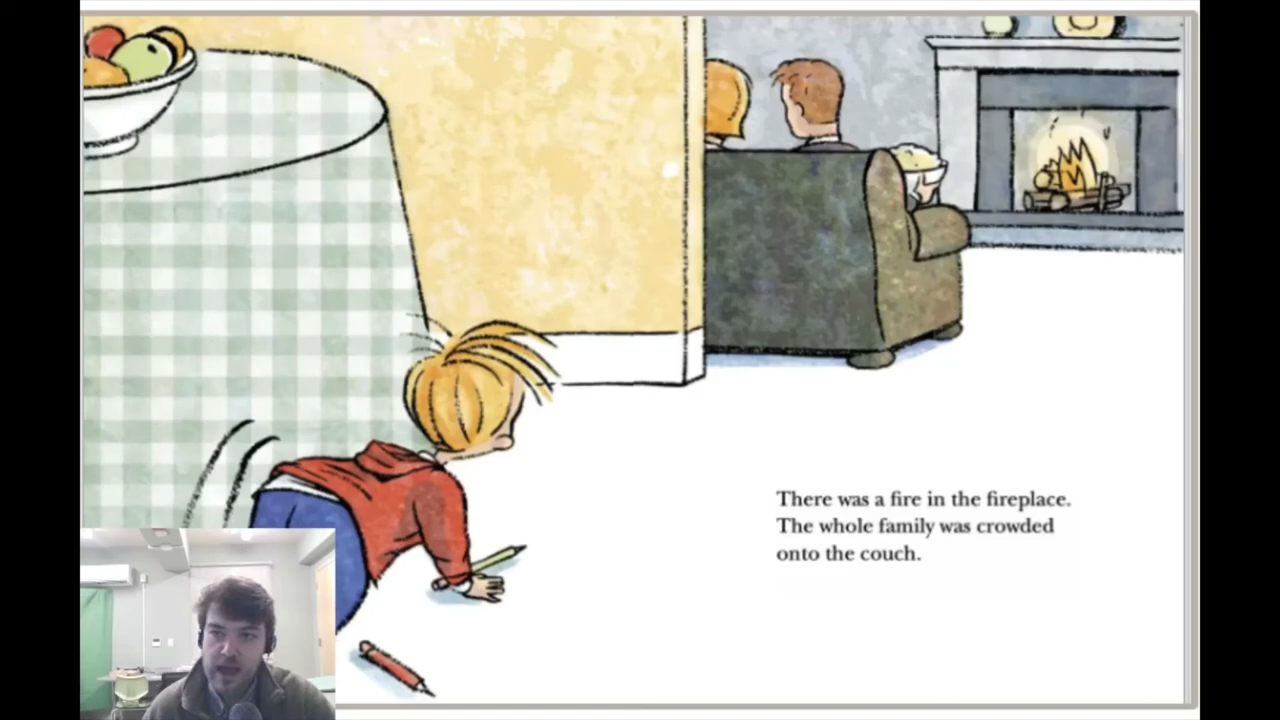 There was a fire in the fireplace.
The whole family was crowded
onto the couch.